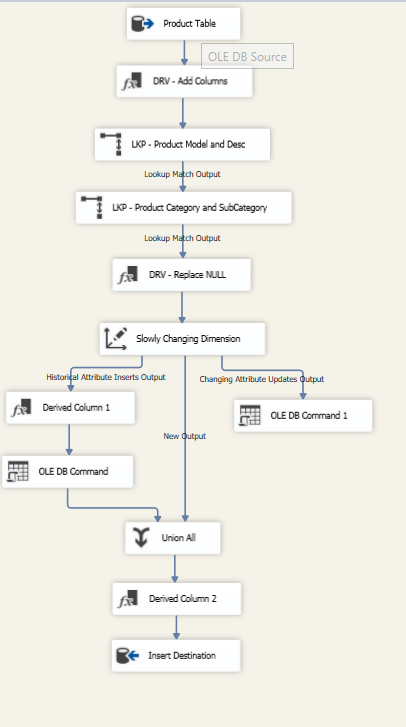 Product Table
OLE DB Source
DRV - Add Columns
LKP - Product Model and Desc
Lookup Match Output
LKP - Product Category and SubCategory
Lookup Match Output
DRV - Replace NULL
Slowly Changing Dimension
Historical Attribute Inserts Output
Changing Attribute Updates Output
Derived Column 1
OLE DB Command 1
New Output
OLE DB Command
Union All
Derived Column 2
Insert Destination